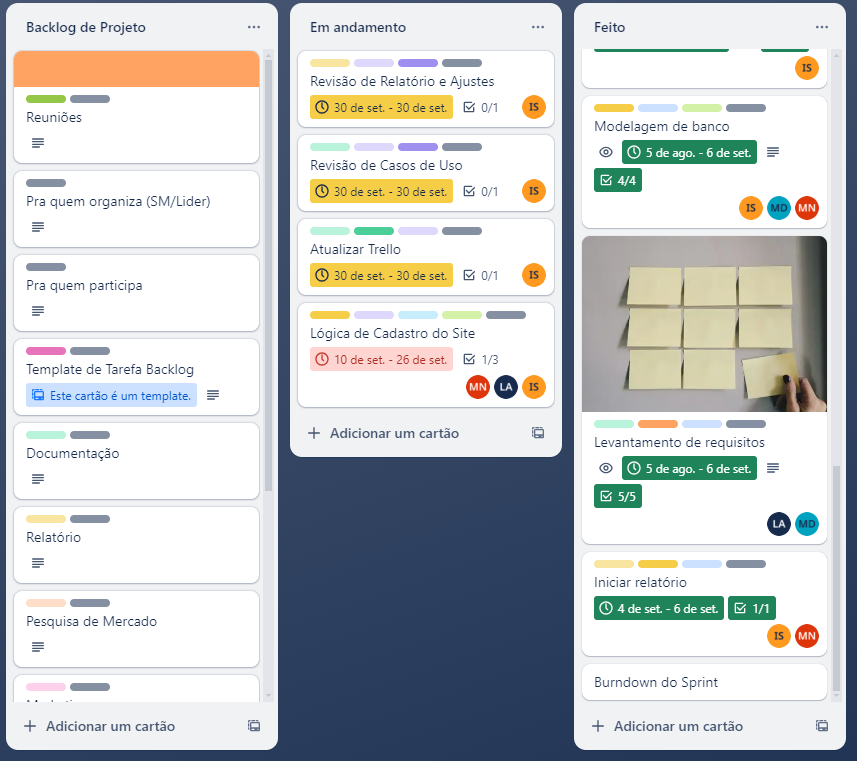 Backlog de Projeto
Reuniões
Pra quem organiza (SM/Lider)
Pra quem participa
Template de Tarefa Backlog
Este cartão é um template.
Documentação
Relatório
Pesquisa de Mercado
Adicionar um cartão
Em andamento
Revisão de Relatório e Ajustes
30 de set. - 30 de set. 0/1 IS
Revisão de Casos de Uso
30 de set. - 30 de set. 0/1 IS
Atualizar Trello
30 de set. - 30 de set. 0/1 IS
Lógica de Cadastro do Site
10 de set. - 26 de set. 1/3
MN LA IS
Adicionar um cartão
Feito
IS
Modelagem de banco
5 de ago. - 6 de set.
4/4
IS MD MN
Levantamento de requisitos
5 de ago. - 6 de set.
5/5
LA MD
Iniciar relatório
4 de set. - 6 de set. 1/1
IS MN
Burndown do Sprint
Adicionar um cartão